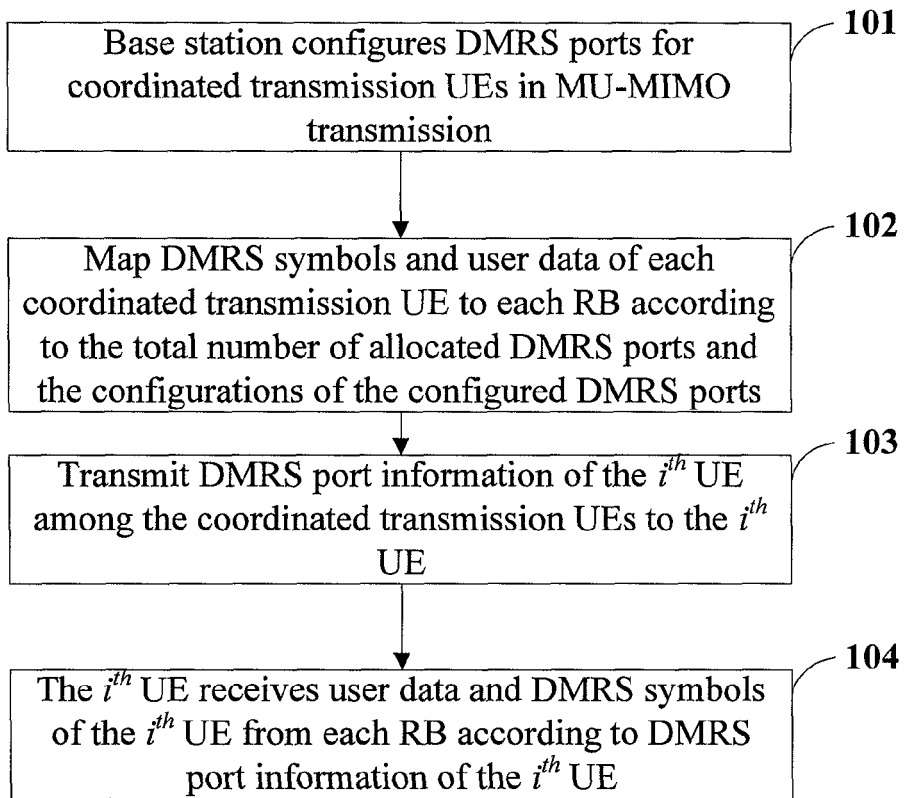 101
Base station configures DMRS ports for
coordinated transmission UEs in MU-MIMO
transmission
102
Map DMRS symbols and user data of each
coordinated transmission UE to each RB according
to the total number of allocated DMRS ports and
the configurations of the configured DMRS ports
103
Transmit DMRS port information of the i^th UE
among the coordinated transmission UEs to the i^th
UE
104
The i^th UE receives user data and DMRS symbols
of the i^th UE from each RB according to DMRS
port information of the i^th UE